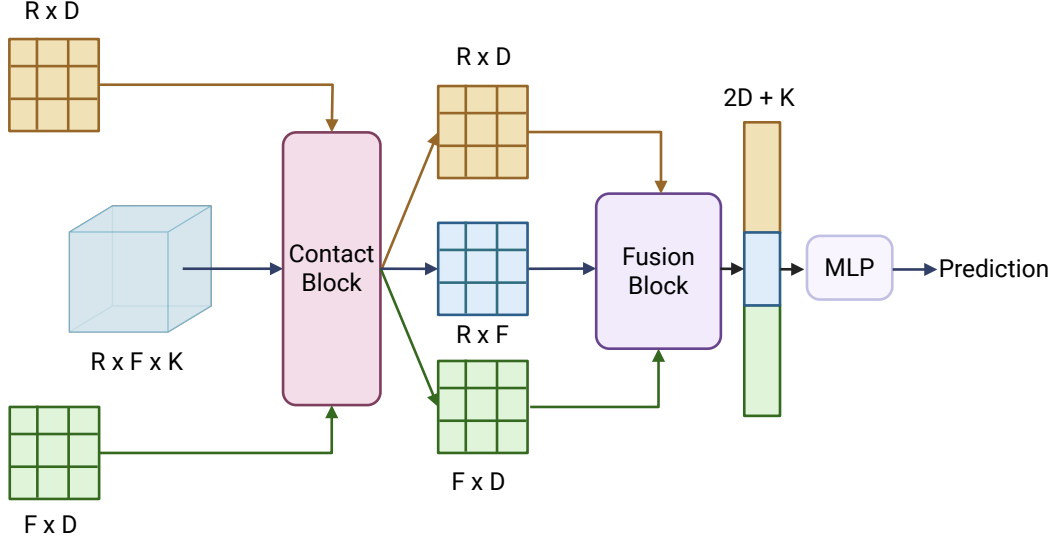 R x D
R x D
2D + K
Contact
Block
Fusion
Block
MLP
Prediction
R x F
R x F x K
F x D
F x D